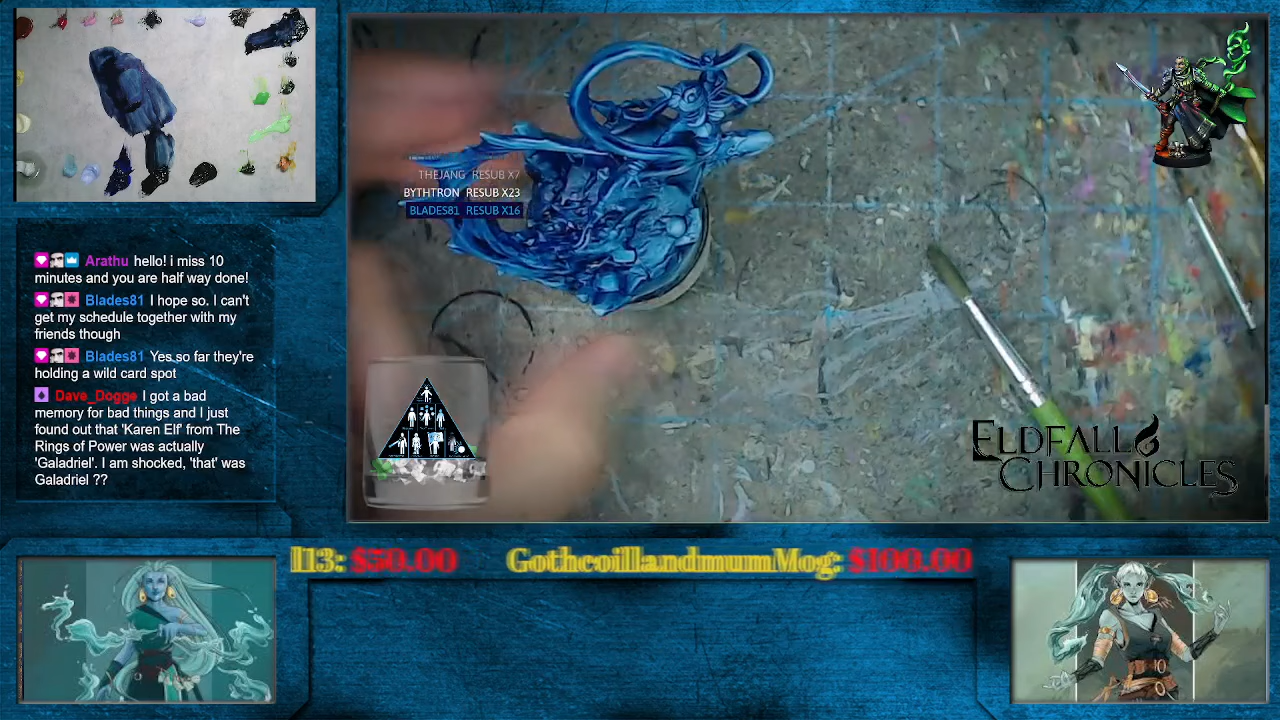 THEJANG RESUB X7
BYTHTRON RESUB X23
BLADES81 RESUB X16
Arathu hello! i miss 10
minutes and you are half way done!
Blades81 I hope so. I can't
get my schedule together with my
friends though
Blades81 Yes so far they're
holding a wild card spot
Dave_Dogge I got a bad
memory for bad things and I just
found out that 'Karen Elf' from The
Rings of Power was actually
'Galadriel'. I am shocked, 'that' was
Galadriel ??
ELDFALL
CHRONICLES
l13: $50.00 GothcoillandmumMog: $100.00